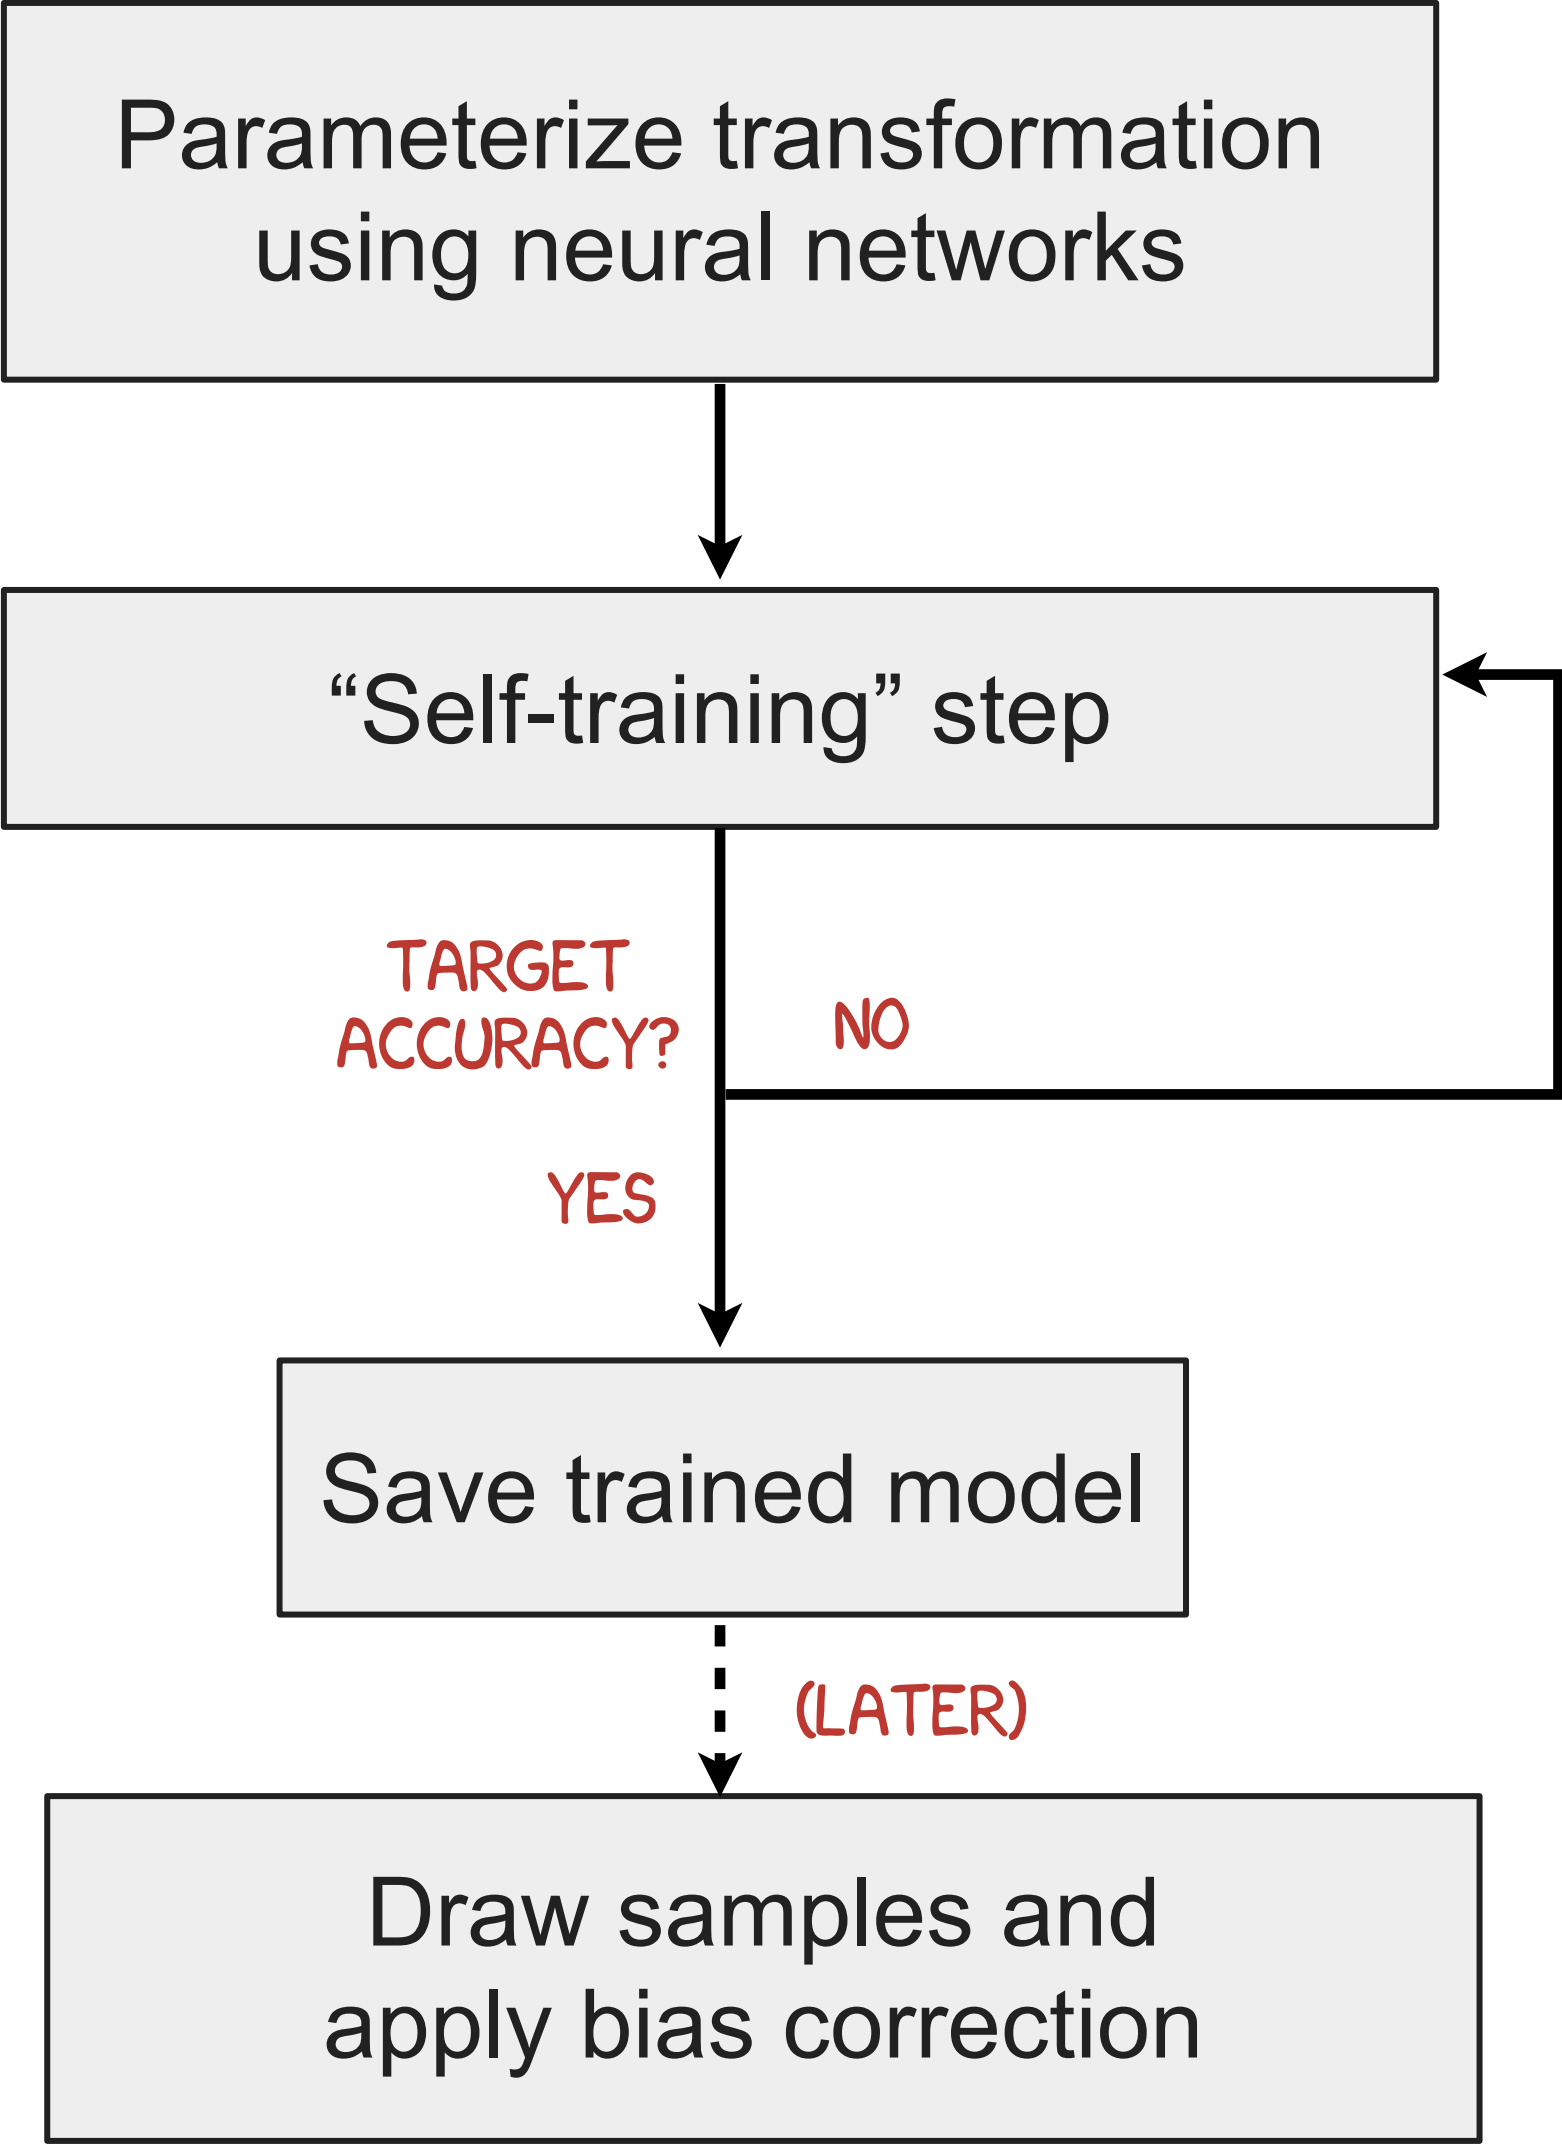 Parameterize transformation
using neural networks
“Self-training” step
TARGET
ACCURACY?
NO
YES
Save trained model
(LATER)
Draw samples and
apply bias correction